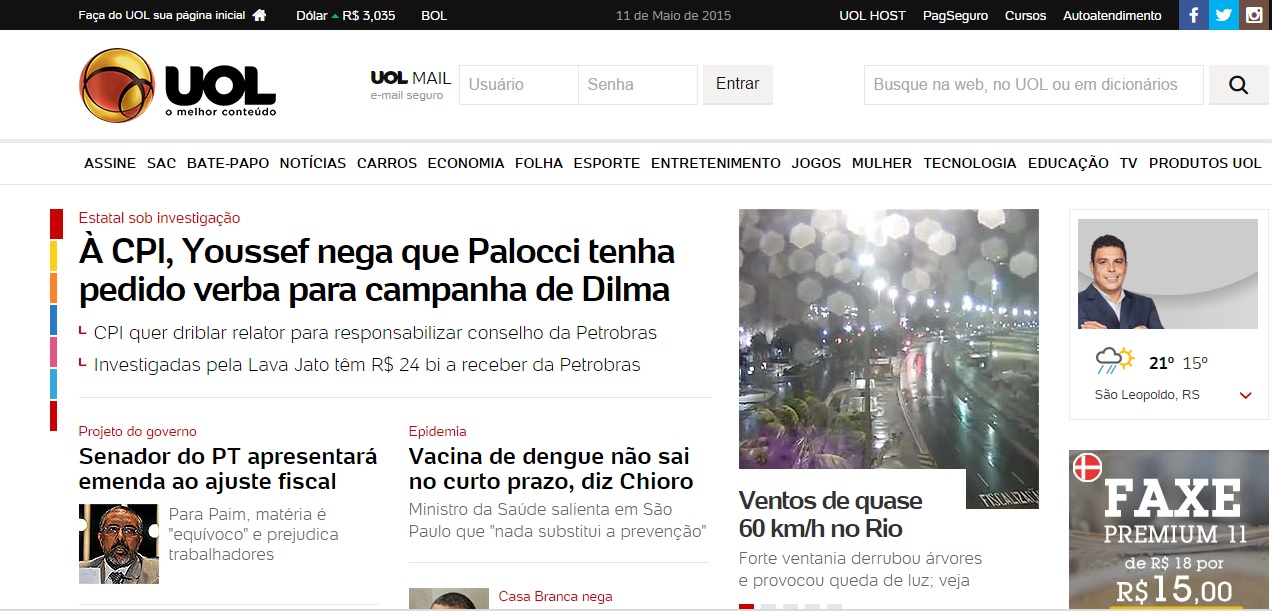 Faça do UOL sua página inicial
Dólar R$ 3,035
BOL
11 de Maio de 2015
UOL HOST
PagSeguro
Cursos
Autoatendimento
UOL
o melhor conteúdo
UOL MAIL
e-mail seguro
Usuário
Senha
Entrar
Busque na web, no UOL ou em dicionários
ASSINE SAC BATE-PAPO NOTÍCIAS CARROS ECONOMIA FOLHA ESPORTE ENTRETENIMENTO JOGOS MULHER TECNOLOGIA EDUCAÇÃO TV PRODUTOS UOL
Estatal sob investigação
À CPI, Youssef nega que Palocci tenha
pedido verba para campanha de Dilma
CPI quer driblar relator para responsabilizar conselho da Petrobras
Investigadas pela Lava Jato têm R$ 24 bi a receber da Petrobras
Projeto do governo
Senador do PT apresentará
emenda ao ajuste fiscal
Para Paim, matéria é
"equívoco" e prejudica
trabalhadores
Epidemia
Vacina de dengue não sai
no curto prazo, diz Chioro
Ministro da Saúde salienta em São
Paulo que "nada substitui a prevenção"
Casa Branca nega
FISCALIZAÇÃO
Ventos de quase
60 km/h no Rio
Forte ventania derrubou árvores
e provocou queda de luz; veja
21º 15º
São Leopoldo, RS
FAXE
PREMIUM 11
de R$ 18 por
R$15,00